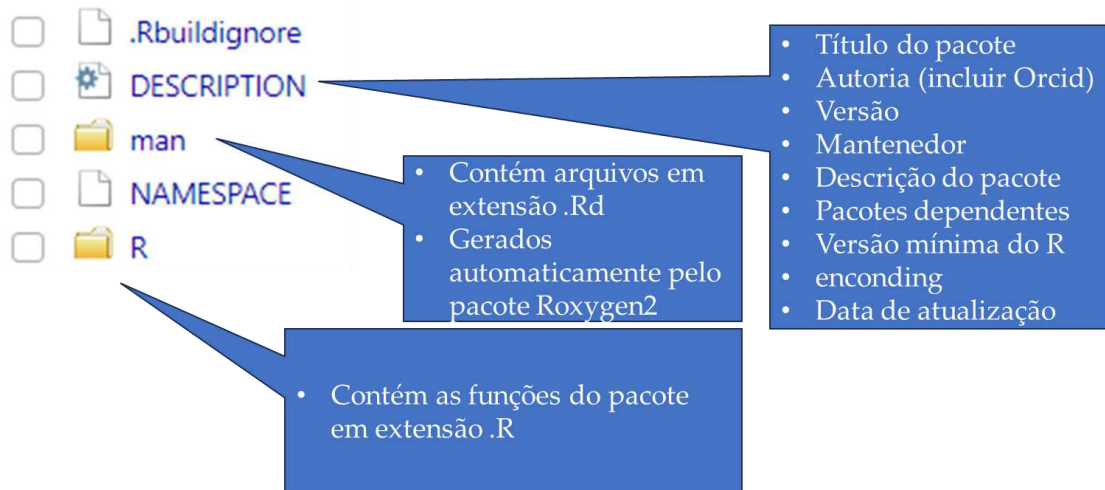 .Rbuildignore
DESCRIPTION
man
NAMESPACE
R
• Título do pacote
• Autoria (incluir Orcid)
• Versão
• Mantenedor
• Descrição do pacote
• Pacotes dependentes
• Versão mínima do R
• enconding
• Data de atualização
• Contém arquivos em
extensão .Rd
• Gerados
automaticamente pelo
pacote Roxygen2
• Contém as funções do pacote
em extensão .R